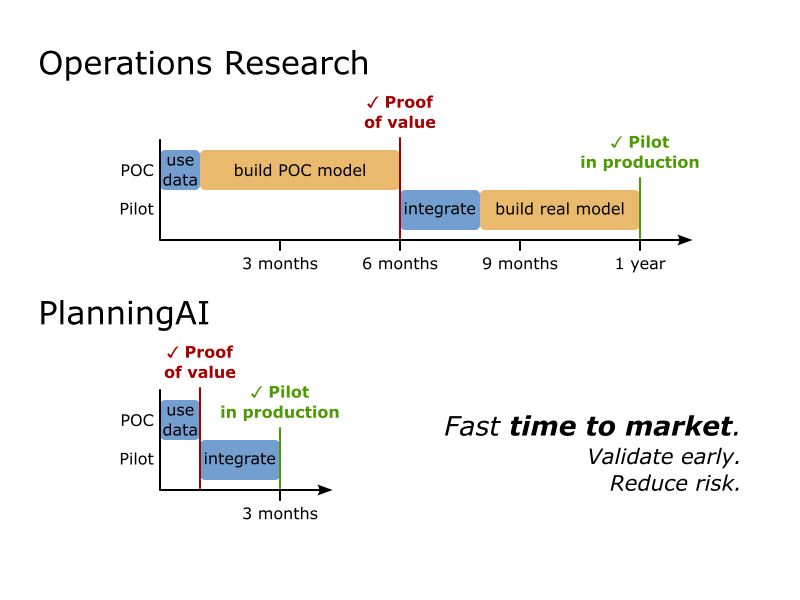 Operations Research
✓ Proof
of value
✓ Pilot
in production
POC
use
data
build POC model
Pilot
integrate
build real model
3 months
6 months
9 months
1 year
PlanningAI
✓ Proof
of value
✓ Pilot
in production
POC
use
data
Pilot
integrate
3 months
Fast time to market.
Validate early.
Reduce risk.